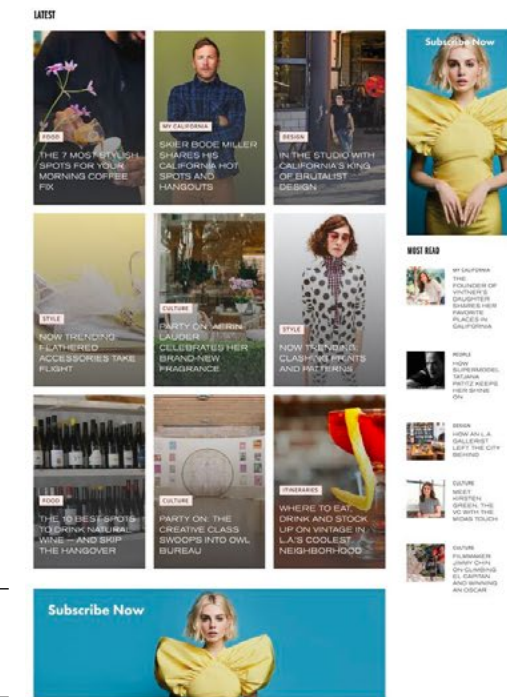 LATEST
Subscribe Now
FOOD
THE 7 MOST STYLISH
SPOTS FOR YOUR
MORNING COFFEE
FIX
MY CALIFORNIA
SKIER BODE MILLER
SHARES HIS
CALIFORNIA HOT
SPOTS AND
HANGOUTS
DESIGN
IN THE STUDIO WITH
CALIFORNIA'S KING
OF BRUTALIST
DESIGN
STYLE
NOW TRENDING:
FEATHERED
ACCESSORIES TAKE
FLIGHT
CULTURE
PARTY ON: AERIN
LAUDER
CELEBRATES HER
BRAND-NEW
FRAGRANCE
STYLE
NOW TRENDING:
CLASHING PRINTS
AND PATTERNS
FOOD
THE 10 BEST SPOTS
TO DRINK NATURAL
WINE — AND SKIP
THE HANGOVER
CULTURE
PARTY ON: THE
CREATIVE CLASS
SWOOPS INTO OWL
BUREAU
ITINERARIES
WHERE TO EAT,
DRINK AND STOCK
UP ON VINTAGE IN
L.A.'S COOLEST
NEIGHBORHOOD
MOST READ
MY CALIFORNIA
THE
FOUNDER OF
VINTNER'S
DAUGHTER
SHARES HER
FAVORITE
PLACES IN
CALIFORNIA
PEOPLE
HOW
SUPERMODEL
TATJANA
PATITZ KEEPS
HER SHINE
ON
DESIGN
HOW AN L.A.
GALLERIST
LEFT THE CITY
BEHIND
CULTURE
MEET
KIRSTEN
GREEN, THE
VC WITH THE
MIDAS TOUCH
CULTURE
FILMMAKER
JIMMY CHIN
ON CLIMBING
EL CAPITAN
AND WINNING
AN OSCAR
Subscribe Now